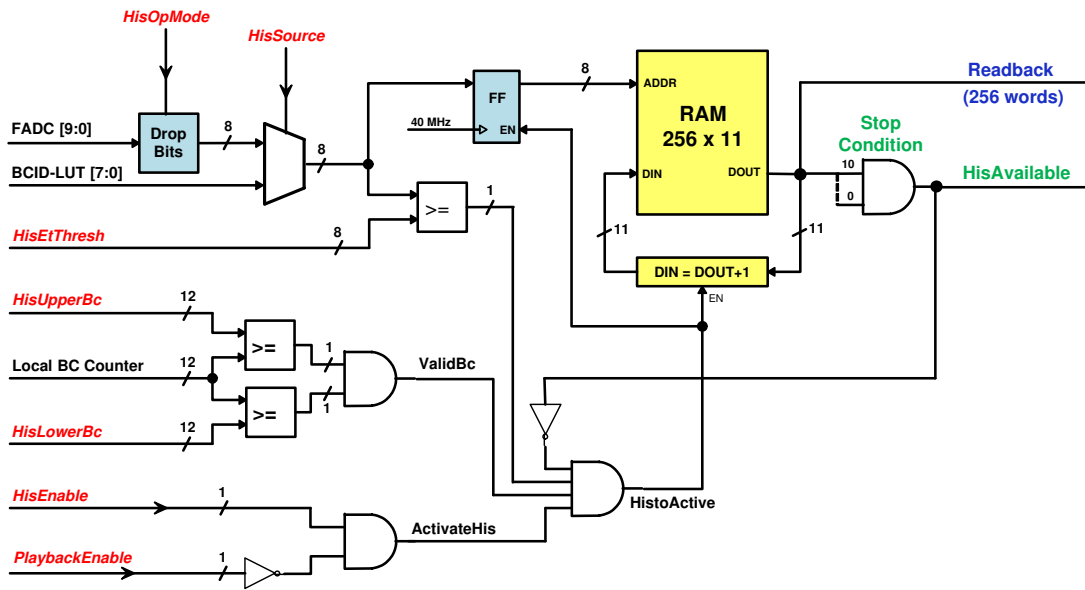 HisOpMode
HisSource
FADC [9:0]
Drop
Bits
8
BCID-LUT [7:0]
8
FF
40 MHz
EN
8
ADDR
RAM
256 x 11
DIN
DOUT
Readback
(256 words)
Stop
Condition
10
0
HisAvailable
>=
1
HisEtThresh
8
11
11
DIN = DOUT+1
EN
HisUpperBc
12
>=
1
Local BC Counter
12
ValidBc
>=
1
HisLowerBc
12
HisEnable
1
ActivateHis
HistoActive
PlaybackEnable
1